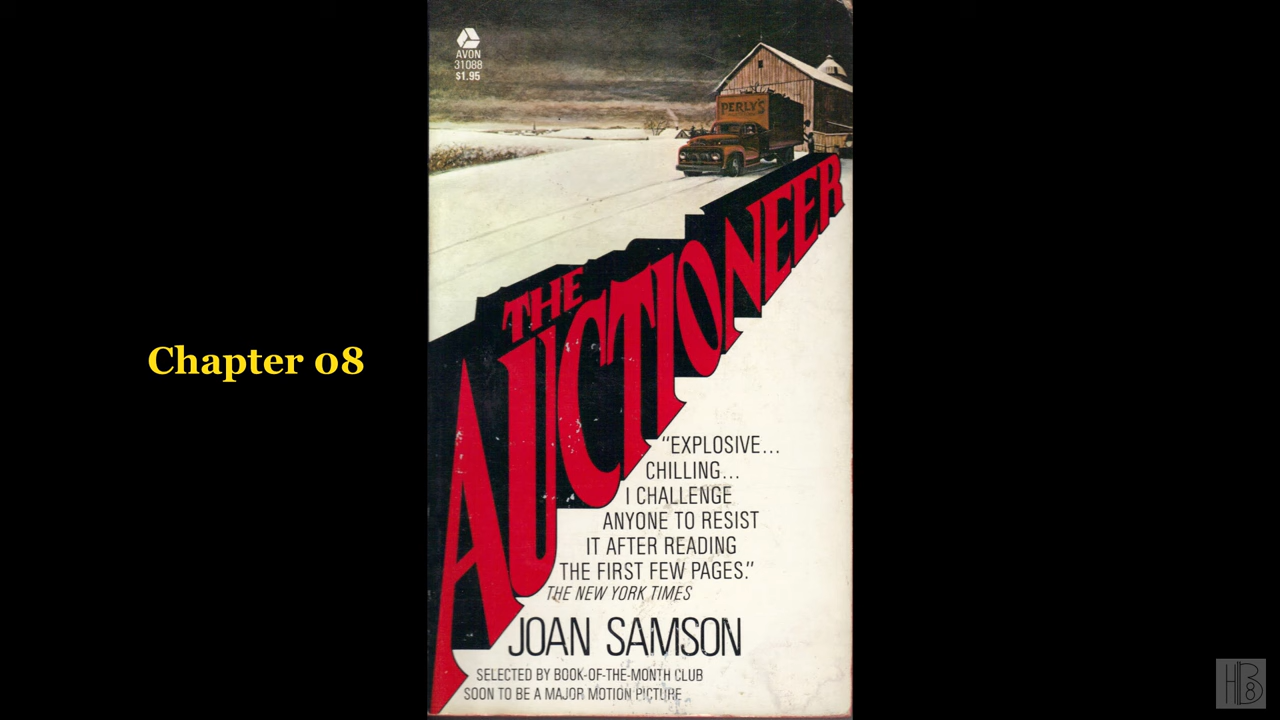 Chapter 08
AVON
31088
$1.95
PERLY'S
THE
AUCTIONEER
"EXPLOSIVE...
CHILLING...
I CHALLENGE
ANYONE TO RESIST
IT AFTER READING
THE FIRST FEW PAGES."
THE NEW YORK TIMES
JOAN SAMSON
SELECTED BY BOOK-OF-THE-MONTH CLUB
SOON TO BE A MAJOR MOTION PICTURE
HB8